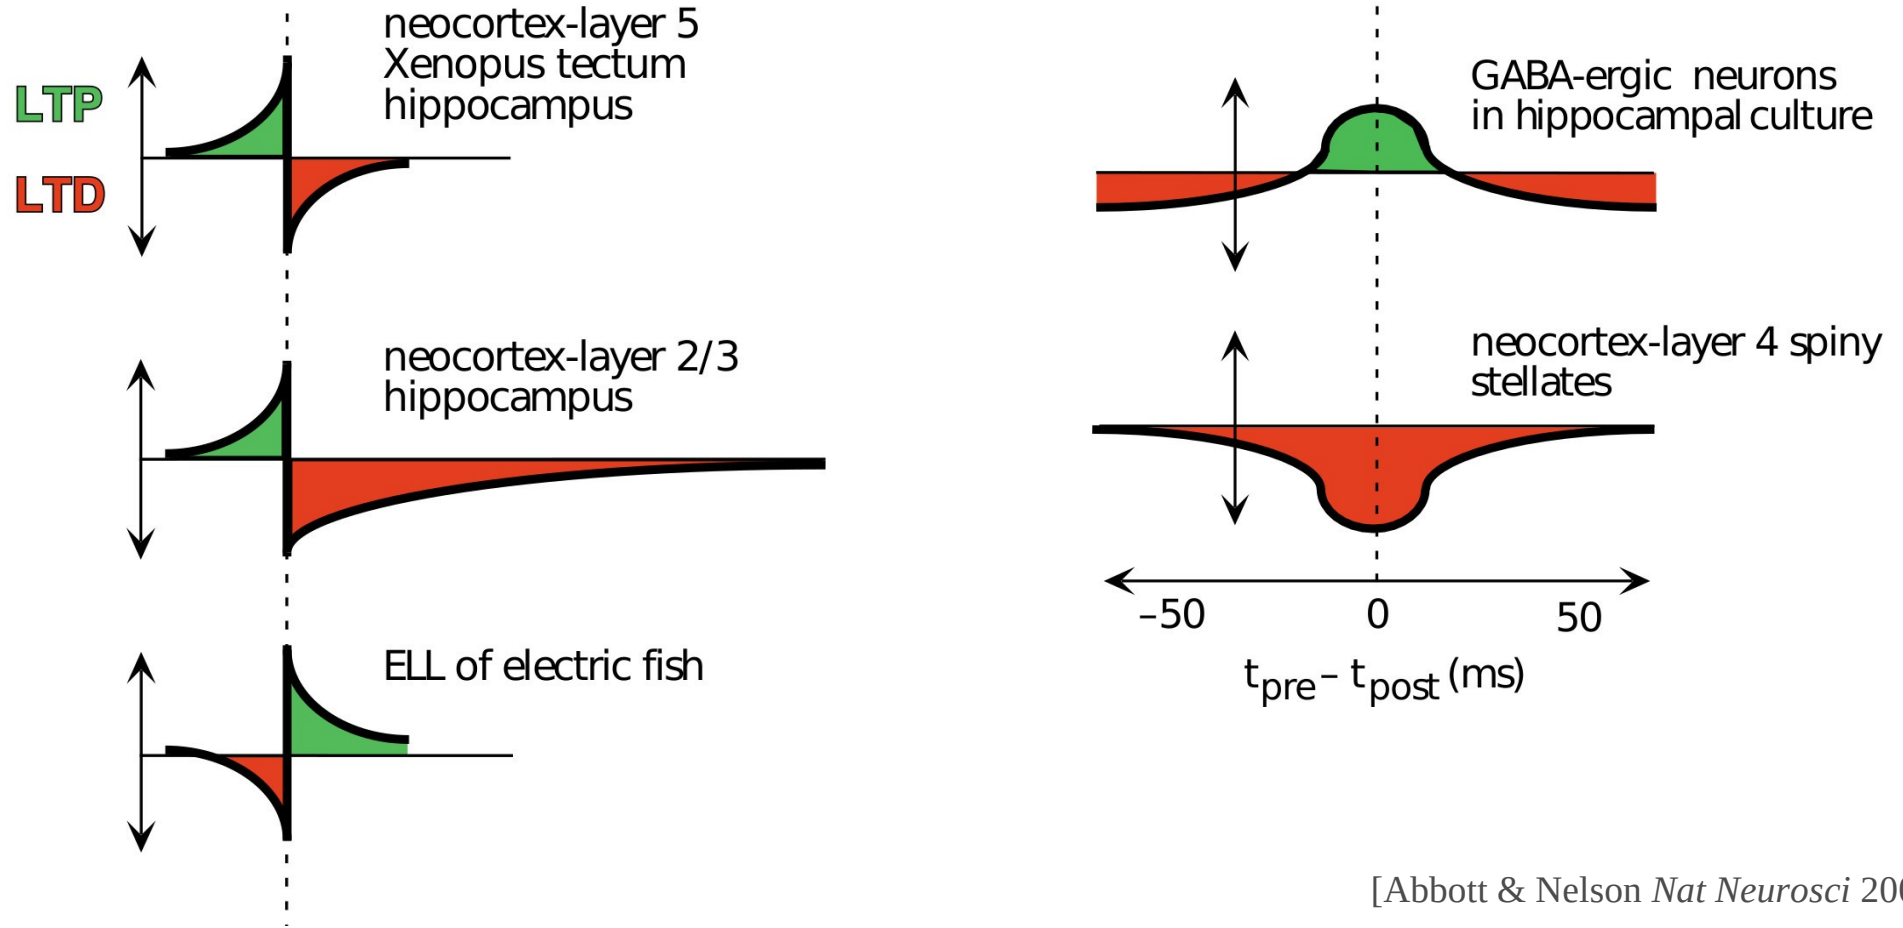 LTP
LTD
neocortex-layer 5
Xenopus tectum
hippocampus
neocortex-layer 2/3
hippocampus
ELL of electric fish
GABA-ergic neurons
in hippocampal culture
neocortex-layer 4 spiny
stellates
–50 0 50
tpre – tpost (ms)
[Abbott & Nelson Nat Neurosci 200